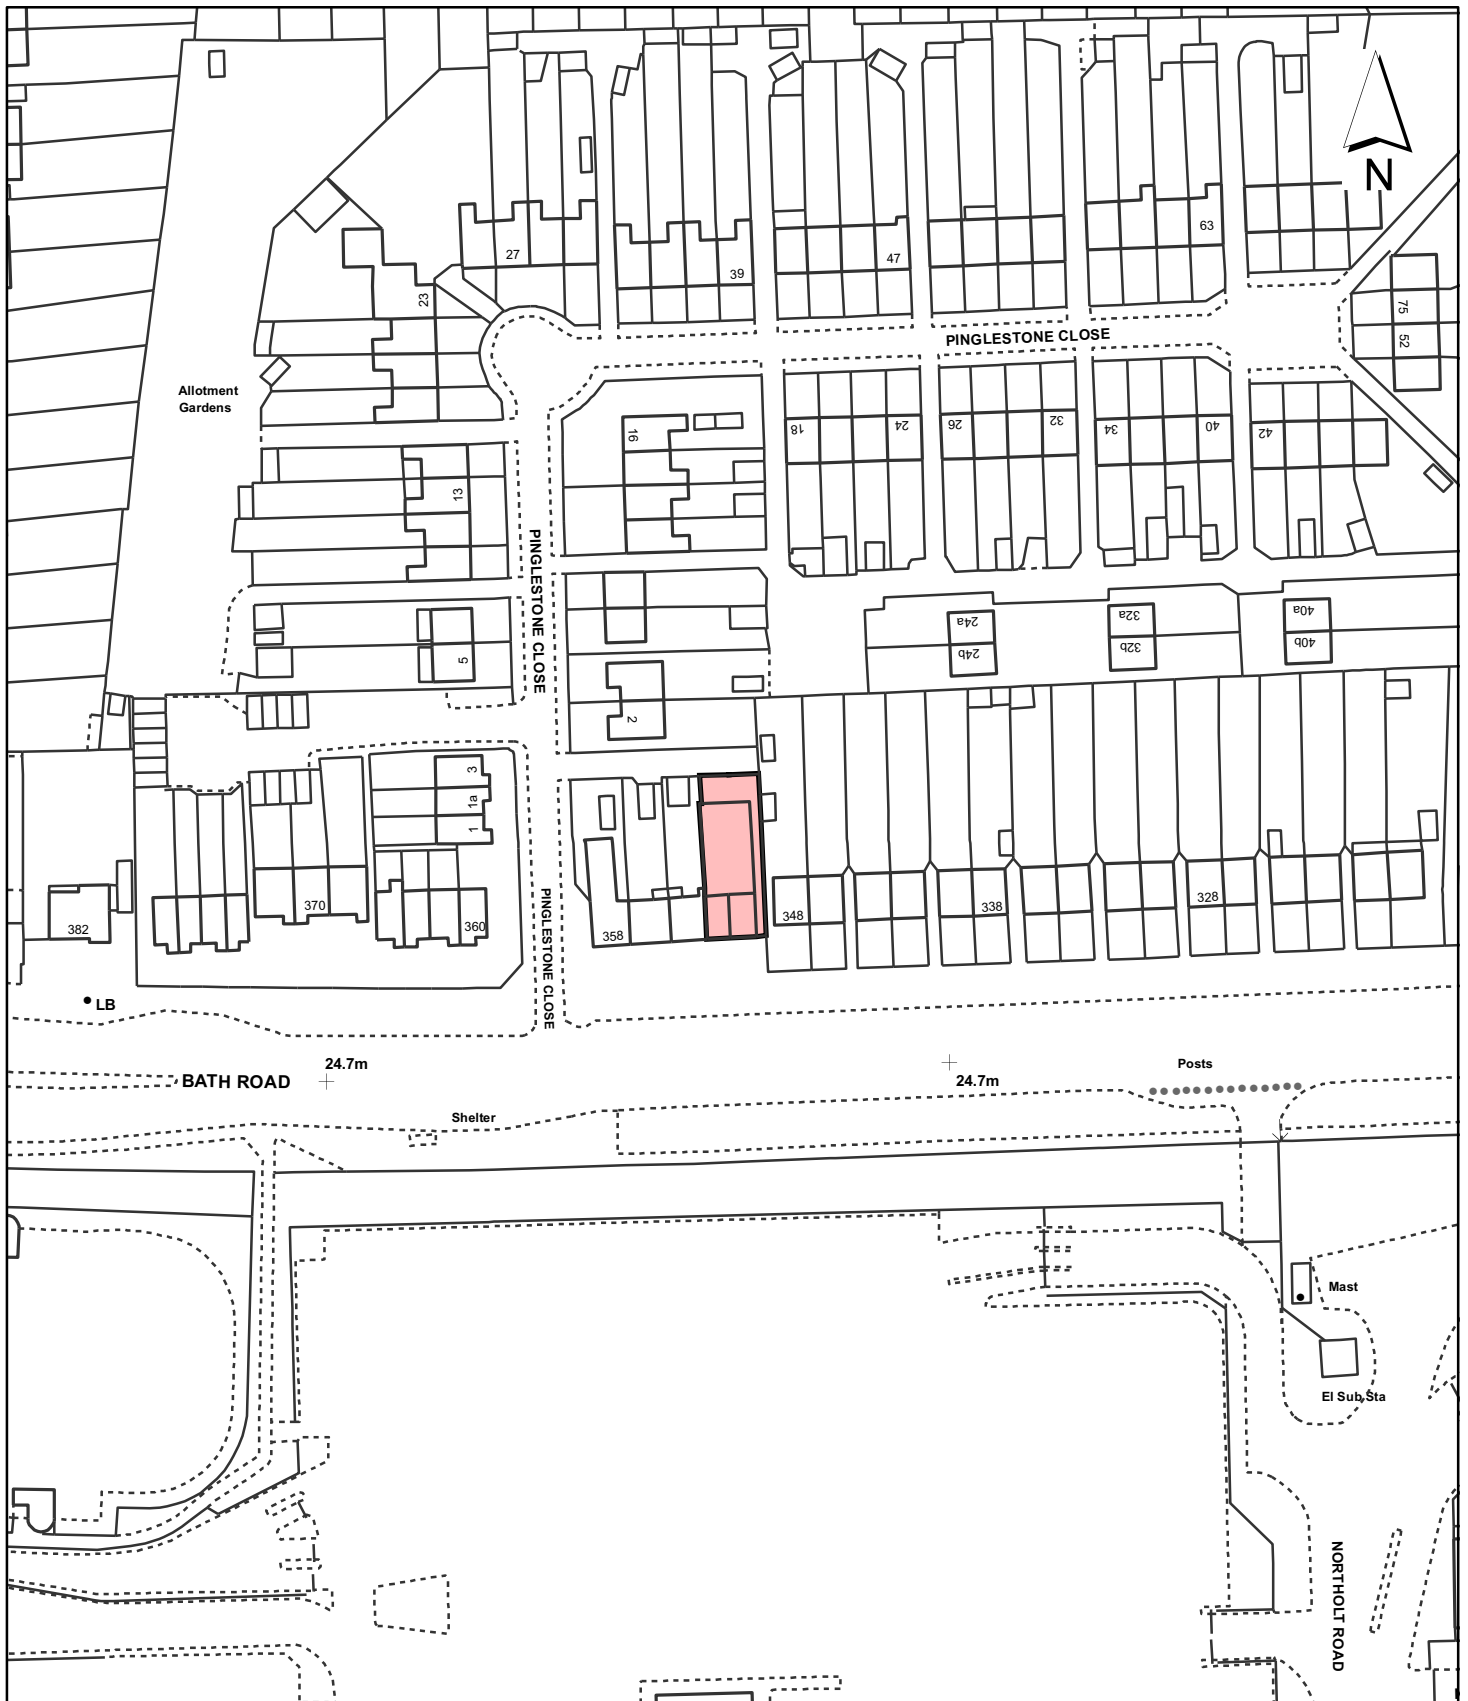 N
63
27
47
39
23
75
PINGLESTONE CLOSE
52
Allotment
Gardens
16
18
24
26
32
34
40
42
13
PINGLESTONE CLOSE
24a
32a
40a
24b
32b
40b
5
2
3
1a
1
PINGLESTONE CLOSE
328
370
338
348
360
382
358
LB
24.7m
Posts
BATH ROAD
24.7m
Shelter
Mast
El Sub Sta
NORTHOLT ROAD